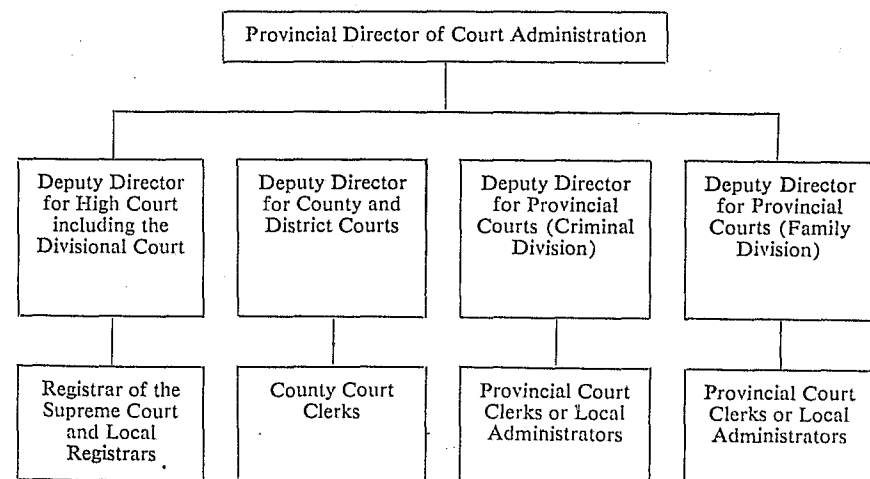 Provincial Director of Court Administration
Deputy Director
for High Court
including the
Divisional Court
Deputy Director
for County and
District Courts
Deputy Director
for Provincial
Courts (Criminal
Division)
Deputy Director
for Provincial
Courts (Family
Division)
Registrar of the
Supreme Court
and Local
Registrars
County Court
Clerks
Provincial Court
Clerks or Local
Administrators
Provincial Court
Clerks or Local
Administrators